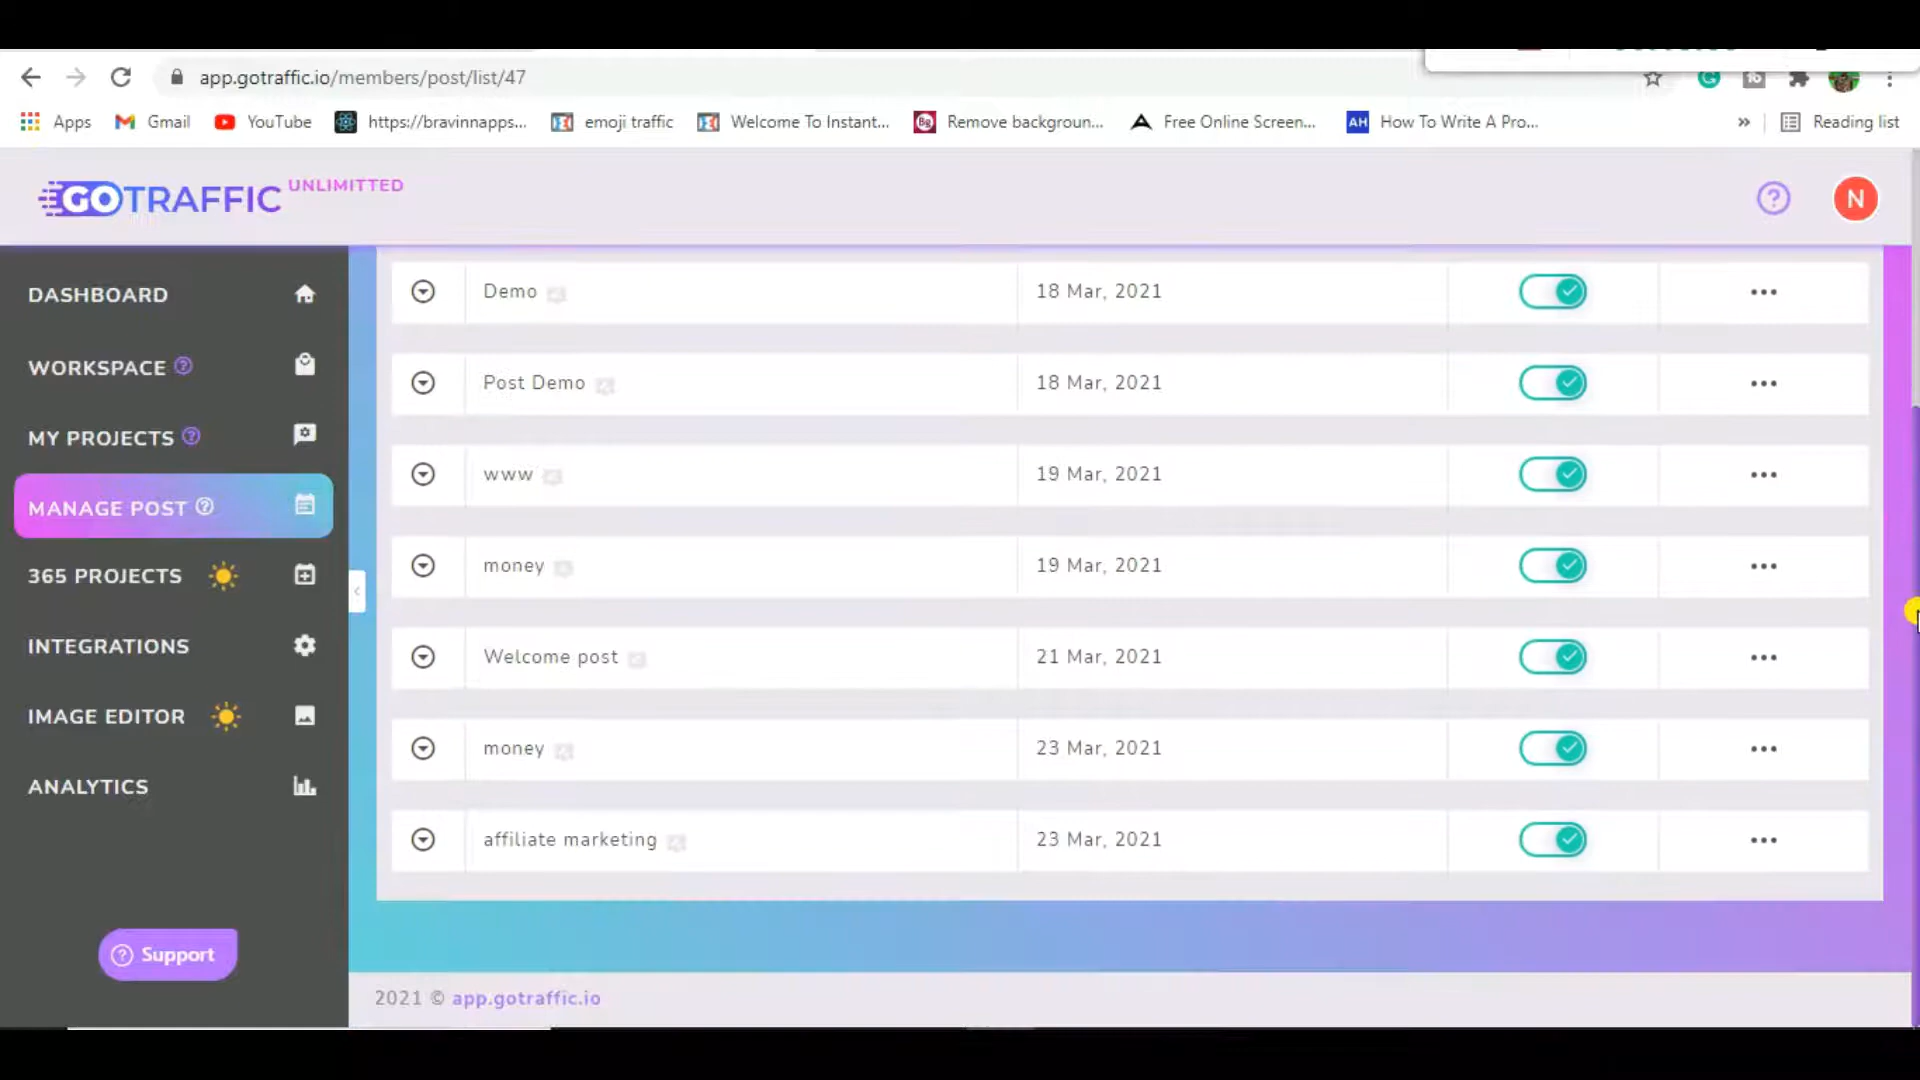 app.gotraffic.io/members/post/list/47
Apps Gmail YouTube https://bravinnapps... emoji traffic Welcome To Instant... Remove backgroun... Free Online Screen... How To Write A Pro... » Reading list
GOTRAFFIC UNLIMITTED
N
DASHBOARD
WORKSPACE
MY PROJECTS
MANAGE POST
365 PROJECTS
INTEGRATIONS
IMAGE EDITOR
ANALYTICS
Support
Demo 18 Mar, 2021
Post Demo 18 Mar, 2021
www 19 Mar, 2021
money 19 Mar, 2021
Welcome post 21 Mar, 2021
money 23 Mar, 2021
affiliate marketing 23 Mar, 2021
2021 © app.gotraffic.io